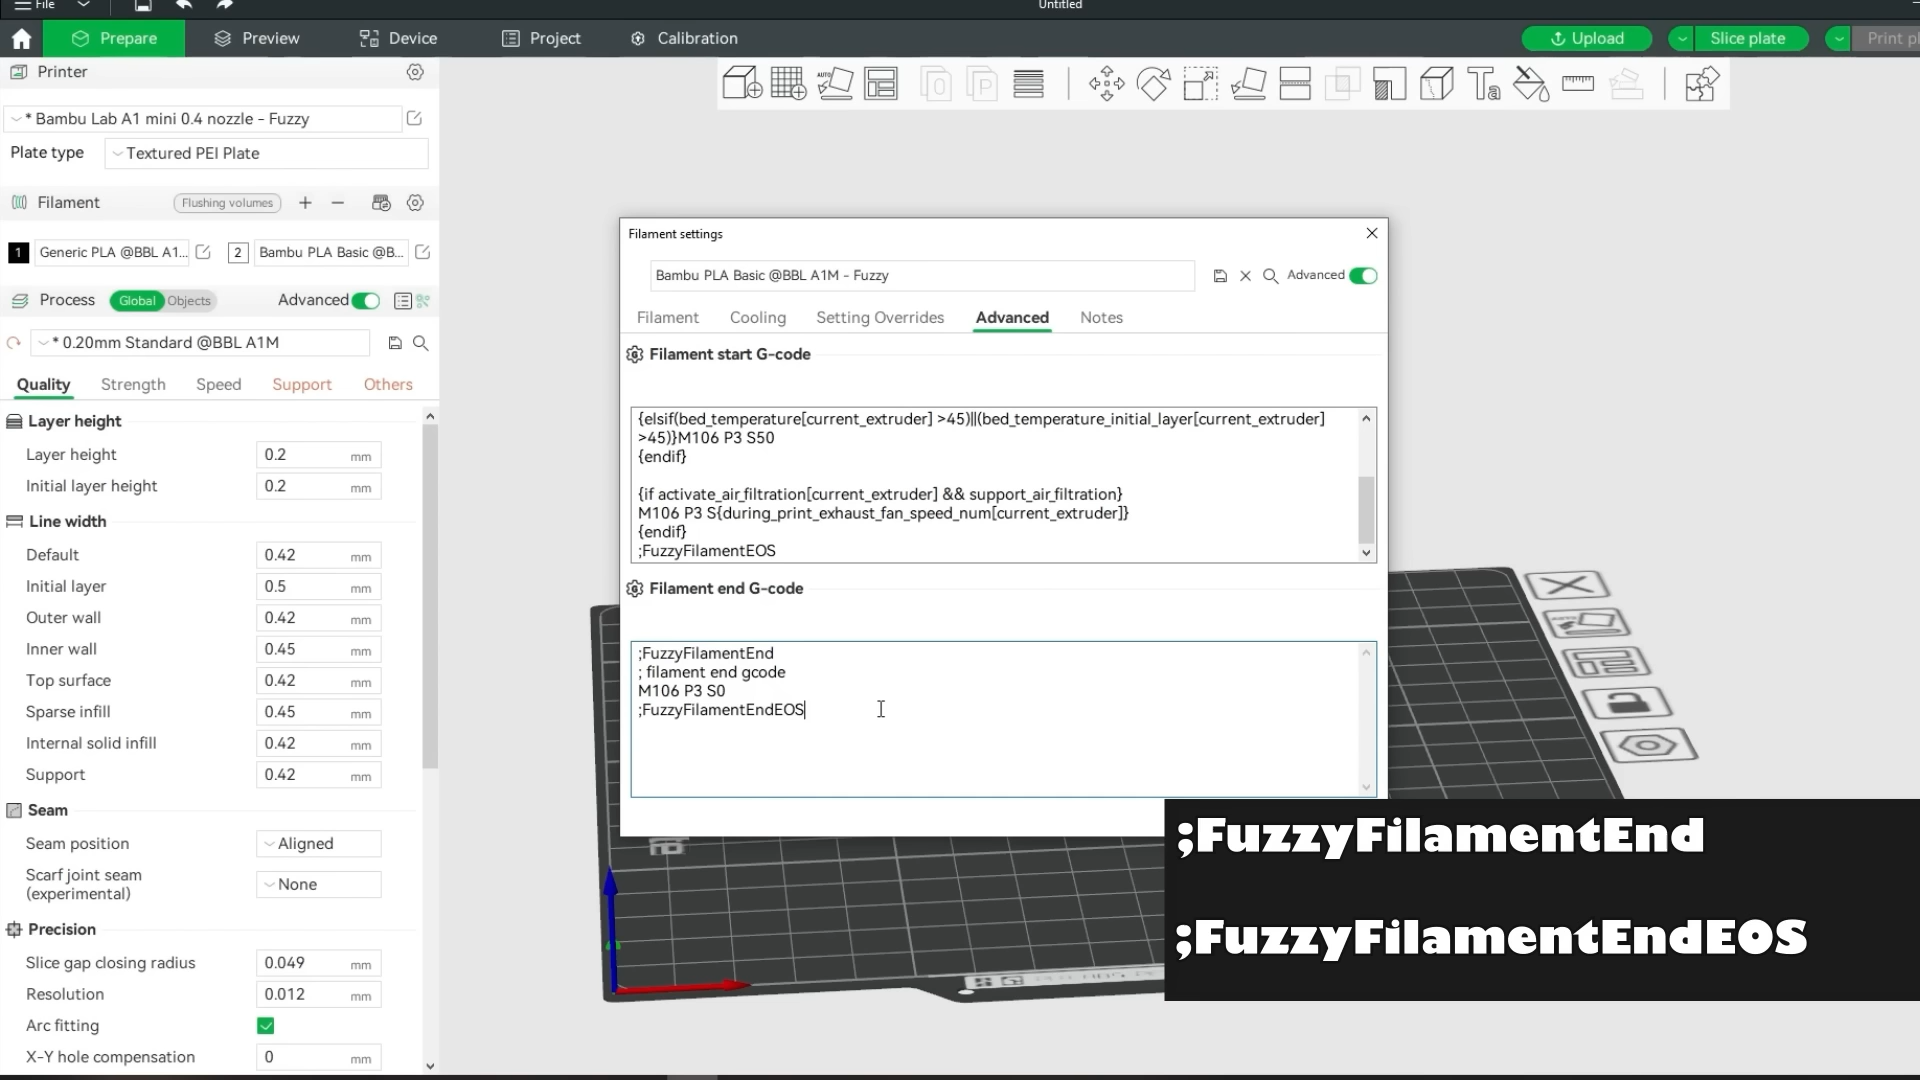 File
Untitled
Prepare
Preview
Device
Project
Calibration
Upload
Slice plate
Print pl
Printer
* Bambu Lab A1 mini 0.4 nozzle - Fuzzy
Plate type
Textured PEI Plate
Filament
Flushing volumes
1
Generic PLA @BBL A1...
2
Bambu PLA Basic @B...
Process
Global
Objects
Advanced
* 0.20mm Standard @BBL A1M
Quality
Strength
Speed
Support
Others
Layer height
Layer height
0.2
mm
Initial layer height
0.2
mm
Line width
Default
0.42
mm
Initial layer
0.5
mm
Outer wall
0.42
mm
Inner wall
0.45
mm
Top surface
0.42
mm
Sparse infill
0.45
mm
Internal solid infill
0.42
mm
Support
0.42
mm
Seam
Seam position
Aligned
Scarf joint seam
(experimental)
None
Precision
Slice gap closing radius
0.049
mm
Resolution
0.012
mm
Arc fitting
X-Y hole compensation
0
mm
AUTO
Filament settings
Bambu PLA Basic @BBL A1M - Fuzzy
Advanced
Filament
Cooling
Setting Overrides
Advanced
Notes
Filament start G-code
{elsif(bed_temperature[current_extruder] >45)||(bed_temperature_initial_layer[current_extruder]
>45)}M106 P3 S50
{endif}
{if activate_air_filtration[current_extruder] && support_air_filtration}
M106 P3 S{during_print_exhaust_fan_speed_num[current_extruder]}
{endif}
;FuzzyFilamentEOS
Filament end G-code
;FuzzyFilamentEnd
; filament end gcode
M106 P3 S0
;FuzzyFilamentEndEOS
;FuzzyFilamentEnd
;FuzzyFilamentEndEOS